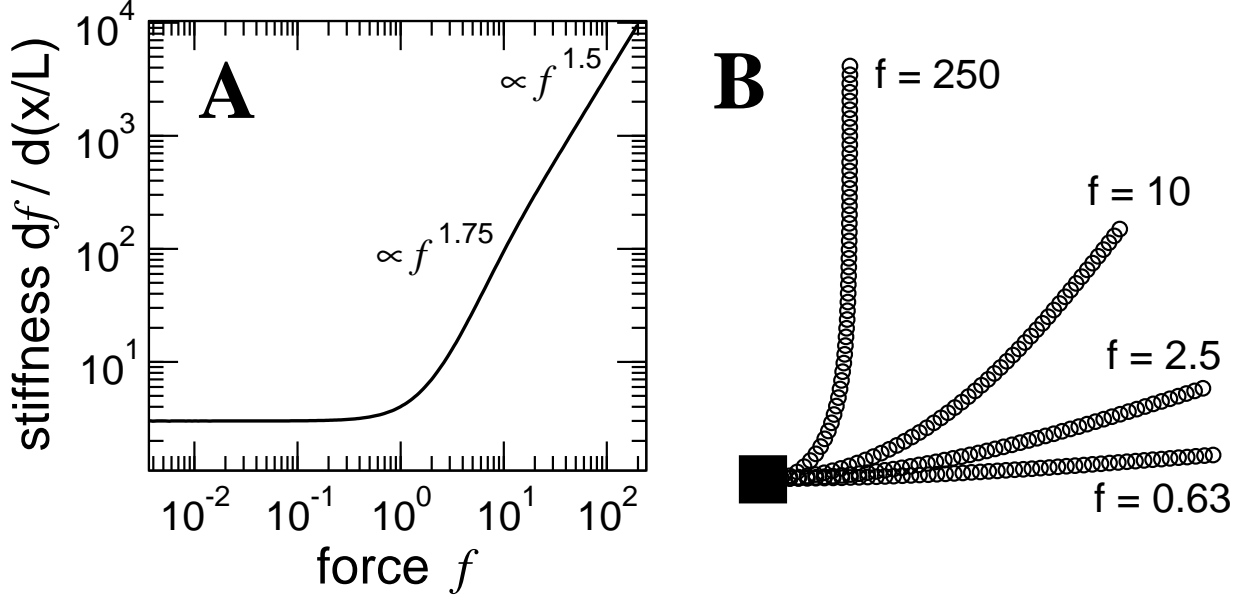 A
B
stiffness df / d(x/L)
10^4
10^3
10^2
10^1
∝ f^1.5
∝ f^1.75
10^-2
10^-1
10^0
10^1
10^2
force f
f = 250
f = 10
f = 2.5
f = 0.63